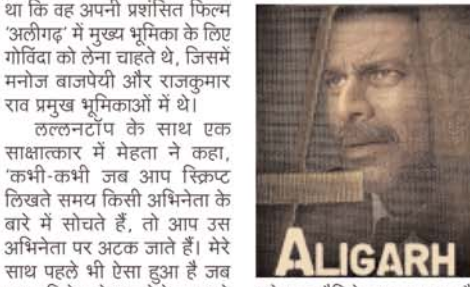 था कि वह अपनी प्रशंसित फिल्म
'अलीगढ़' में मुख्य भूमिका के लिए
गोविंदा को लेना चाहते थे, जिसमें
मनोज बाजपेयी और राजकुमार
राव प्रमुख भूमिकाओं में थे।
लल्लनटॉप के साथ एक
साक्षात्कार में मेहता ने कहा,
'कभी-कभी जब आप स्क्रिप्ट
लिखते समय किसी अभिनेता के
बारे में सोचते हैं, तो आप उस
अभिनेता पर अटक जाते हैं। मेरे
साथ पहले भी ऐसा हुआ है जब
ALIGARH